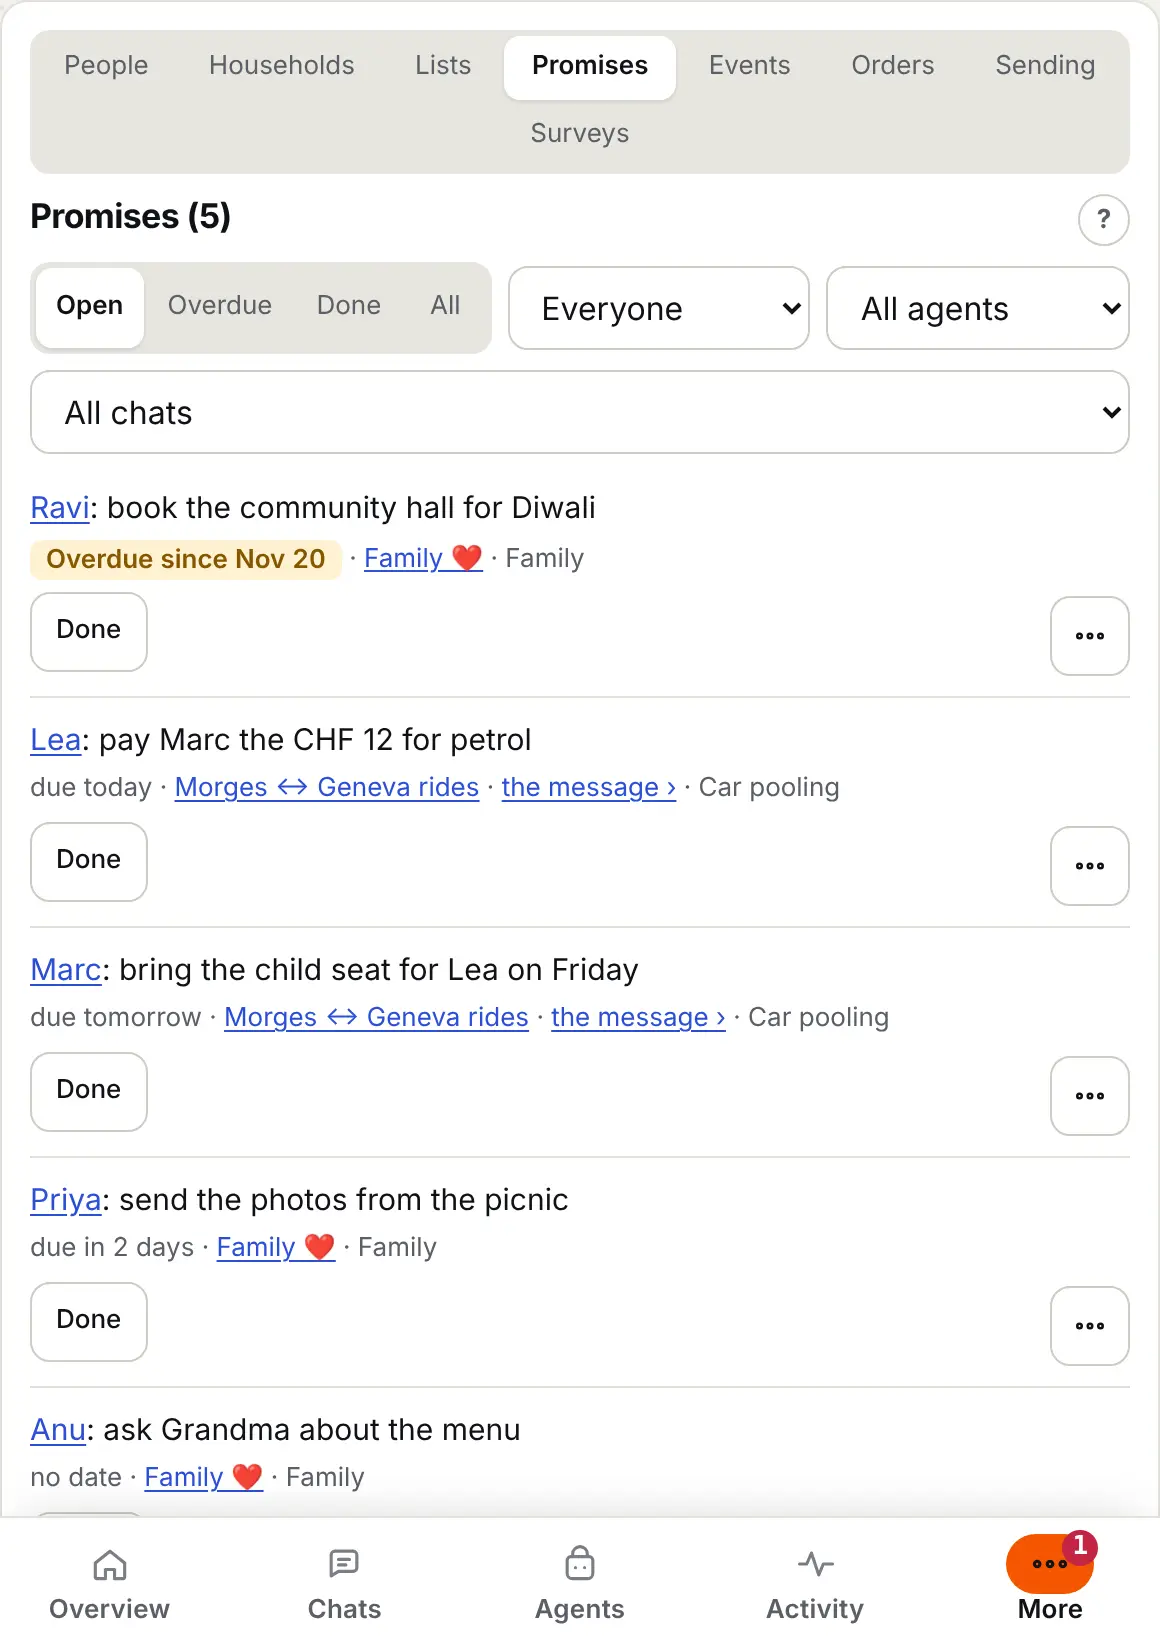 People Households Lists Promises Events Orders Sending
Surveys
Promises (5) ?
Open Overdue Done All Everyone All agents
All chats
Ravi: book the community hall for Diwali
Overdue since Nov 20 · Family ❤️ · Family
Done
Lea: pay Marc the CHF 12 for petrol
due today · Morges ↔ Geneva rides · the message › · Car pooling
Done
Marc: bring the child seat for Lea on Friday
due tomorrow · Morges ↔ Geneva rides · the message › · Car pooling
Done
Priya: send the photos from the picnic
due in 2 days · Family ❤️ · Family
Done
Anu: ask Grandma about the menu
no date · Family ❤️ · Family
1
Overview Chats Agents Activity More